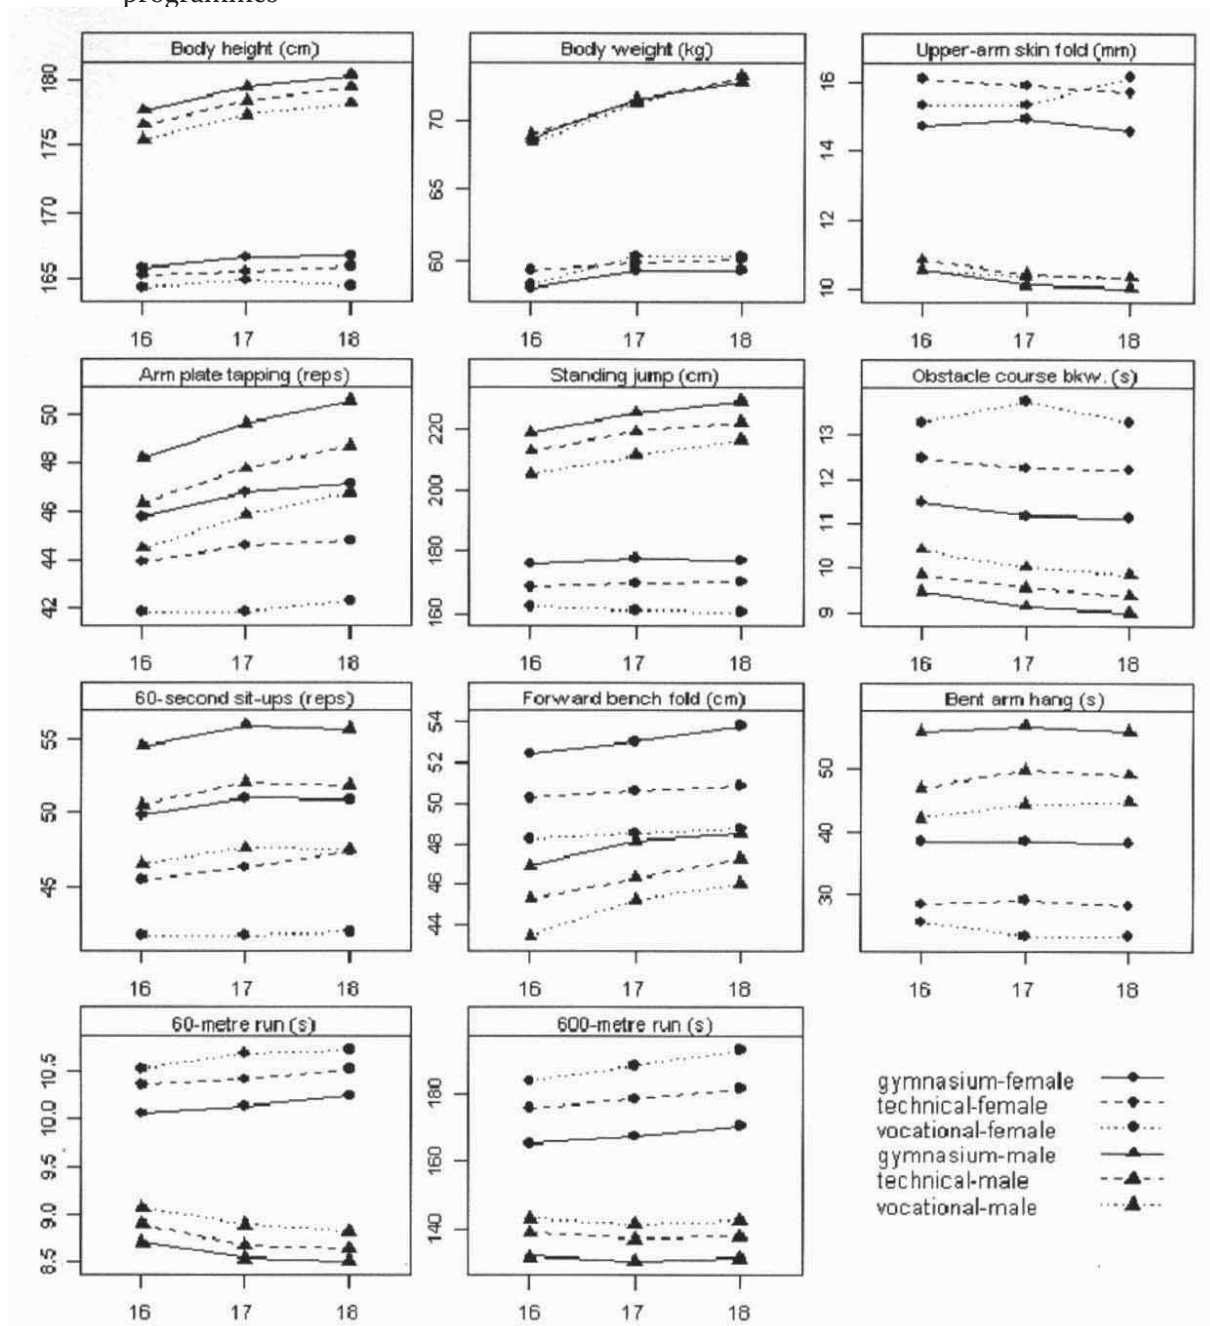 programmes
Body height (cm)
180
175
170
165
16 17 18
Body weight (kg)
70
65
60
16 17 18
Upper-arm skin fold (mm)
16
14
12
10
16 17 18
Arm plate tapping (reps)
50
48
46
44
42
16 17 18
Standing jump (cm)
220
200
180
160
16 17 18
Obstacle course bkw. (s)
13
12
11
10
9
16 17 18
60-second sit-ups (reps)
55
50
45
16 17 18
Forward bench fold (cm)
54
52
50
48
46
44
16 17 18
Bent arm hang (s)
50
40
30
16 17 18
60-metre run (s)
10.5
10.0
9.5
9.0
8.5
16 17 18
600-metre run (s)
180
160
140
16 17 18
gymnasium-female
technical-female
vocational-female
gymnasium-male
technical-male
vocational-male